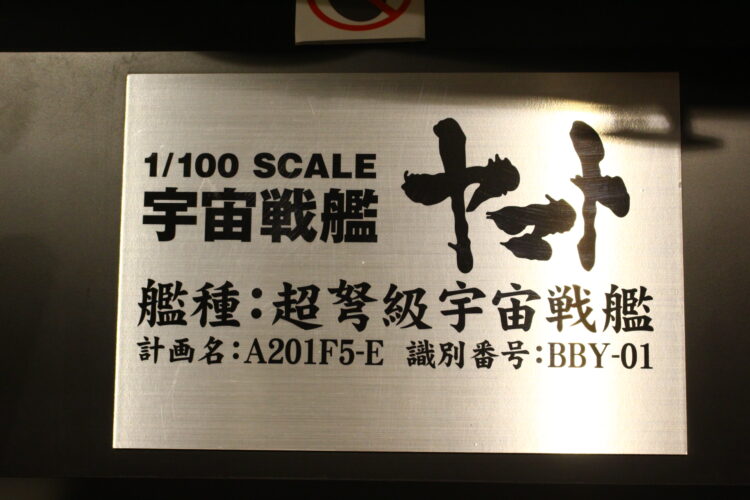 1/100 SCALE
宇宙戦艦
ヤマト
艦種：超弩級宇宙戦艦
計画名：A201F5-E 識別番号：BBY-01